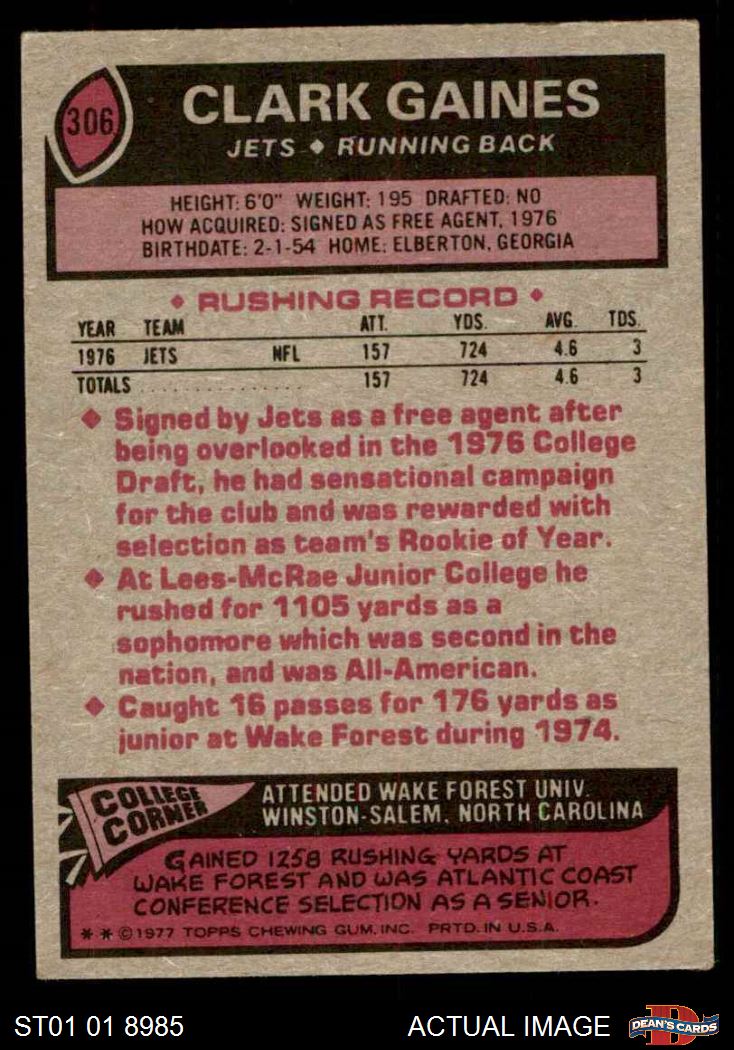 306
CLARK GAINES
JETS ◆ RUNNING BACK
HEIGHT: 6'0" WEIGHT: 195 DRAFTED: NO
HOW ACQUIRED: SIGNED AS FREE AGENT, 1976
BIRTHDATE: 2-1-54 HOME: ELBERTON, GEORGIA
◆ RUSHING RECORD ◆
YEAR TEAM ATT. YDS. AVG. TDS.
1976 JETS NFL 157 724 4.6 3
TOTALS . . . . . . . . . . . . 157 724 4.6 3
◆ Signed by Jets as a free agent after
being overlooked in the 1976 College
Draft, he had sensational campaign
for the club and was rewarded with
selection as team's Rookie of Year.
◆ At Lees-McRae Junior College he
rushed for 1105 yards as a
sophomore which was second in the
nation, and was All-American.
◆ Caught 16 passes for 176 yards as
junior at Wake Forest during 1974.
COLLEGE
CORNER
ATTENDED WAKE FOREST UNIV.
WINSTON-SALEM, NORTH CAROLINA
GAINED 1258 RUSHING YARDS AT
WAKE FOREST AND WAS ATLANTIC COAST
CONFERENCE SELECTION AS A SENIOR.
* * © 1977 TOPPS CHEWING GUM, INC. PRTD. IN U.S.A.
ST01 01 8985 ACTUAL IMAGE
D
DEAN'S CARDS